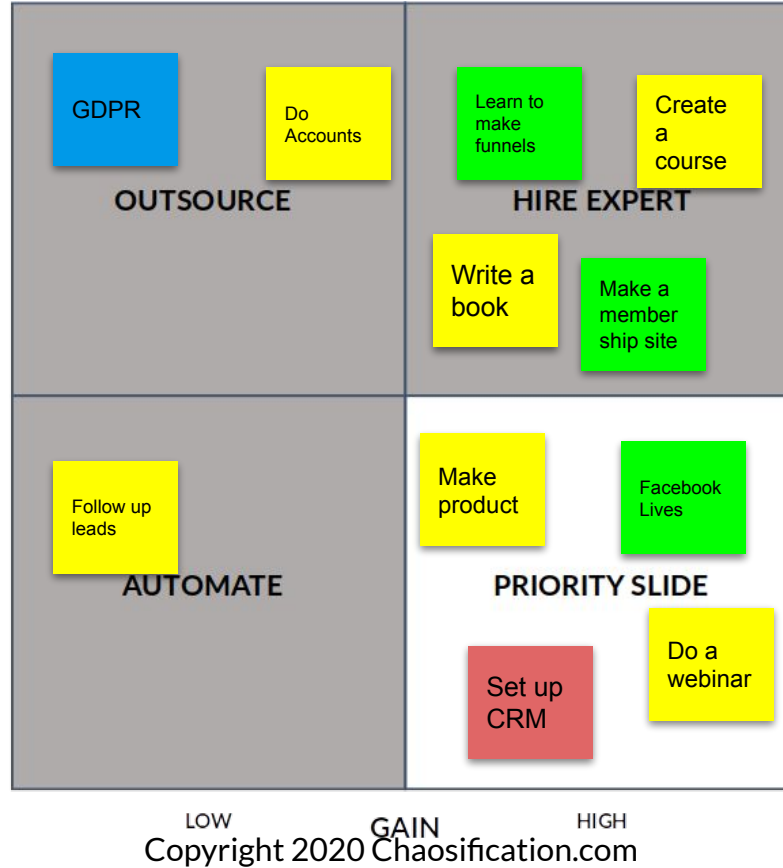 GDPR
Do
Accounts
OUTSOURCE
Learn to
make
funnels
Create
a
course
HIRE EXPERT
Write a
book
Make a
member
ship site
Follow up
leads
AUTOMATE
Make
product
Facebook
Lives
PRIORITY SLIDE
Set up
CRM
Do a
webinar
LOW
GAIN
HIGH
Copyright 2020 Chaosification.com